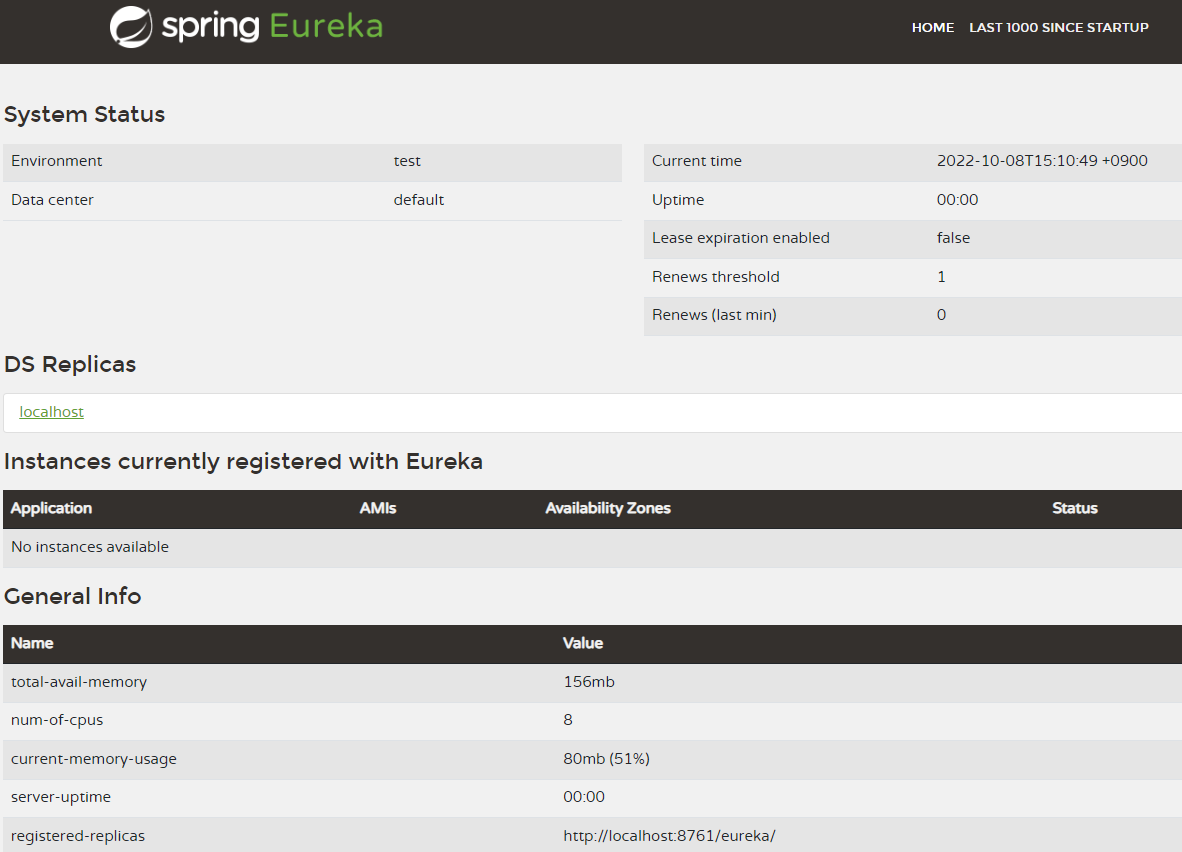 spring Eureka
HOME LAST 1000 SINCE STARTUP
System Status
Environment test
Data center default
Current time 2022-10-08T15:10:49 +0900
Uptime 00:00
Lease expiration enabled false
Renews threshold 1
Renews (last min) 0
DS Replicas
localhost
Instances currently registered with Eureka
Application AMIs Availability Zones Status
No instances available
General Info
Name Value
total-avail-memory 156mb
num-of-cpus 8
current-memory-usage 80mb (51%)
server-uptime 00:00
registered-replicas http://localhost:8761/eureka/